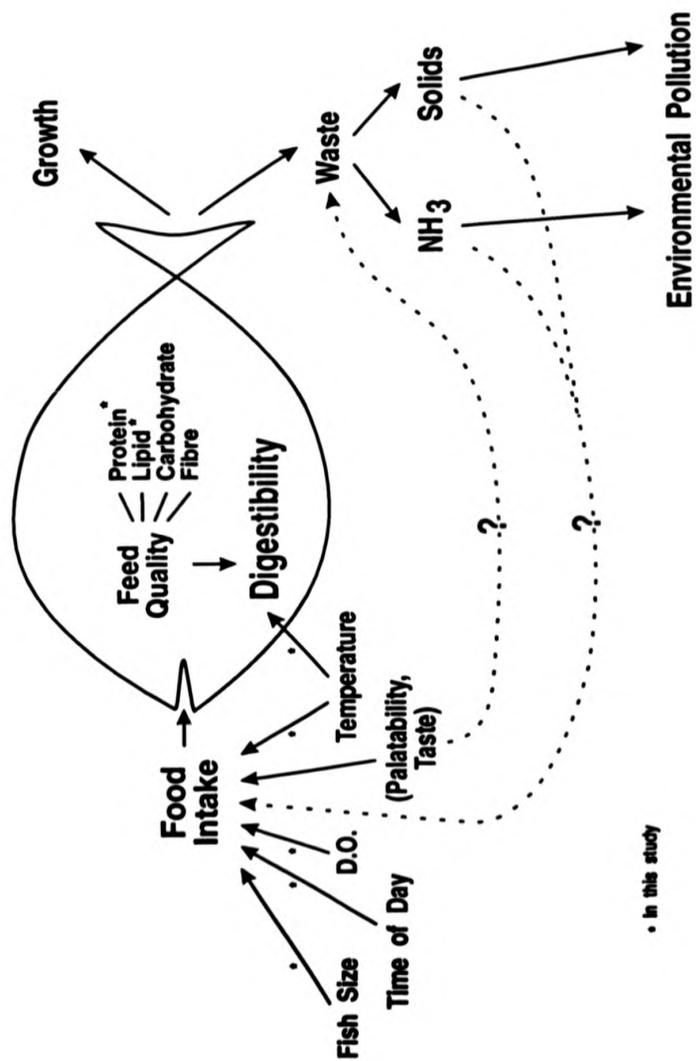 Growth
Food
Intake
Feed
Quality
Protein*
Lipid*
Carbohydrate
Fibre
Digestibility
Waste
NH3
Solids
Environmental Pollution
Fish Size
Time of Day
D.O.
(Palatability,
Taste)
Temperature
?
?
* In this study